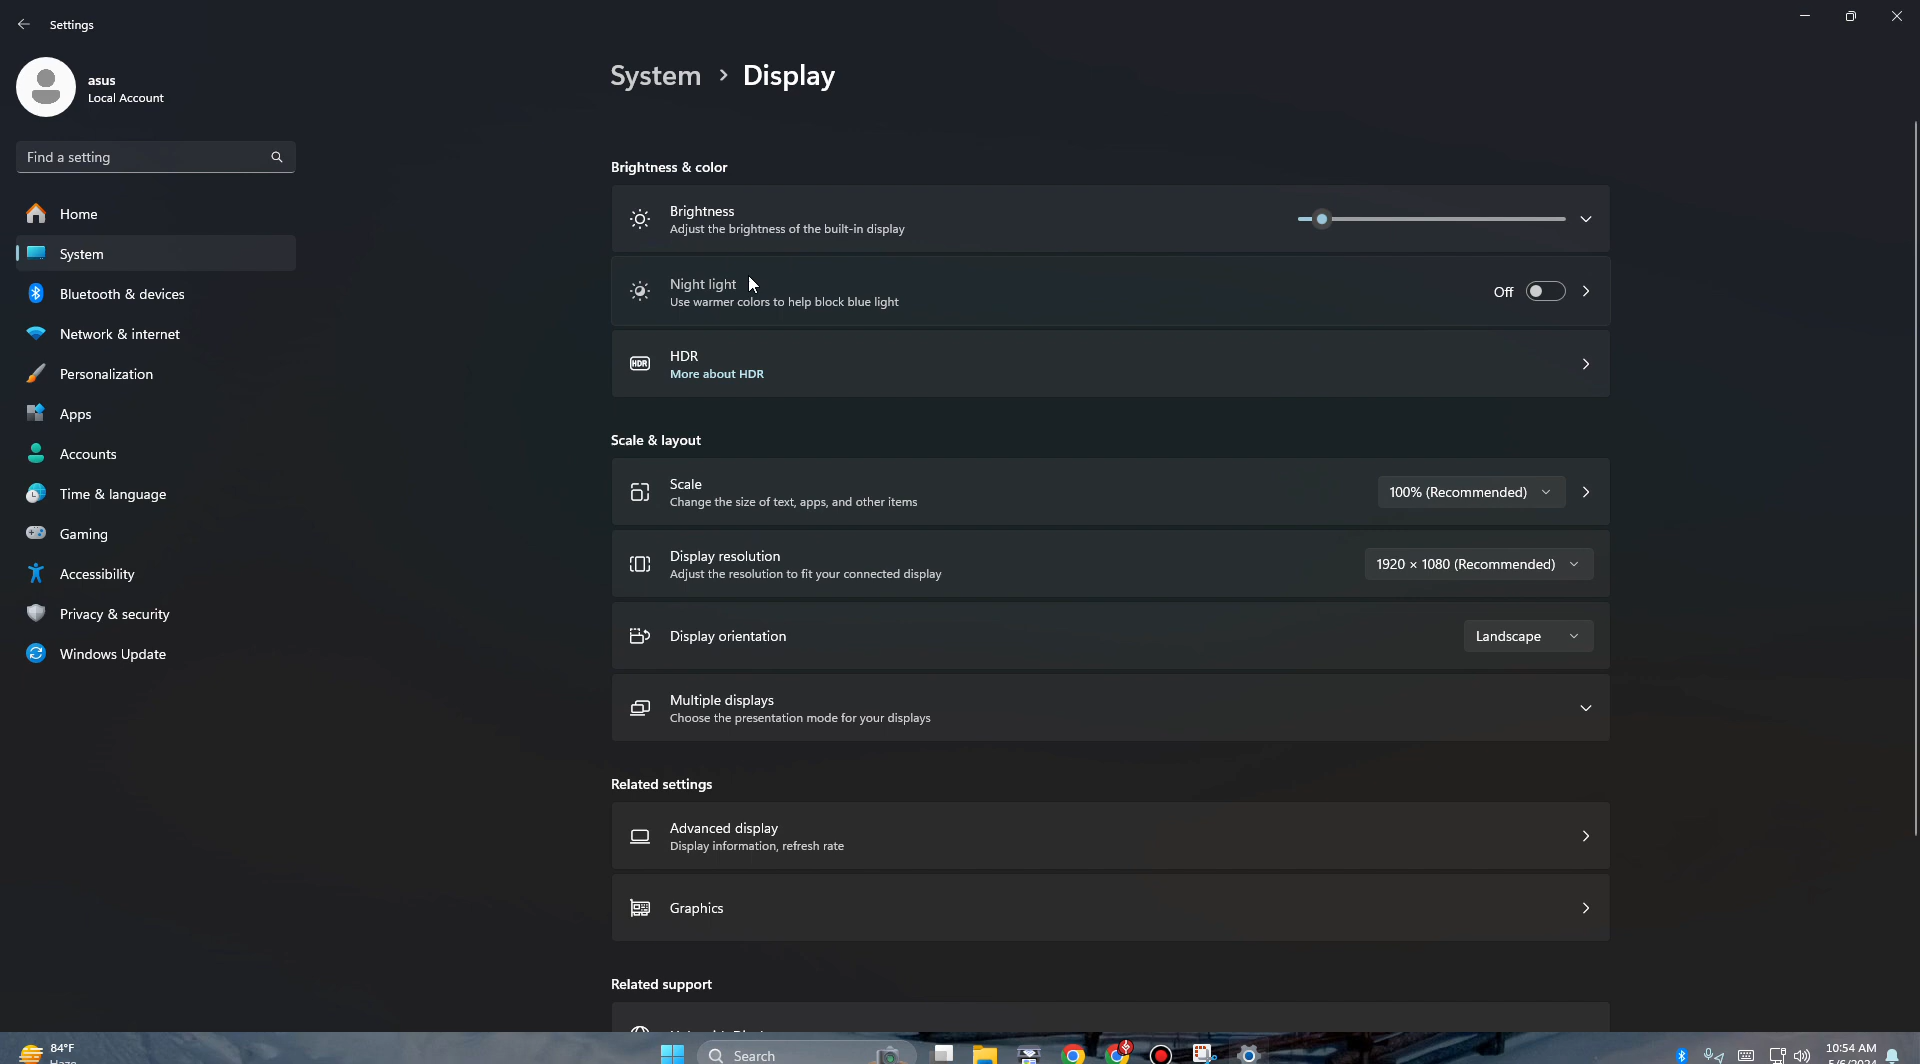 Settings
asus
Local Account
Find a setting
Home
System
Bluetooth & devices
Network & internet
Personalization
Apps
Accounts
Time & language
Gaming
Accessibility
Privacy & security
Windows Update
System > Display
Brightness & color
Brightness
Adjust the brightness of the built-in display
Night light
Use warmer colors to help block blue light
Off
HDR
HDR
More about HDR
Scale & layout
Scale
Change the size of text, apps, and other items
100% (Recommended)
Display resolution
Adjust the resolution to fit your connected display
1920 × 1080 (Recommended)
Display orientation
Landscape
Multiple displays
Choose the presentation mode for your displays
Related settings
Advanced display
Display information, refresh rate
Graphics
Related support
84°F
Haze
Search
10:54 AM
5/6/2024